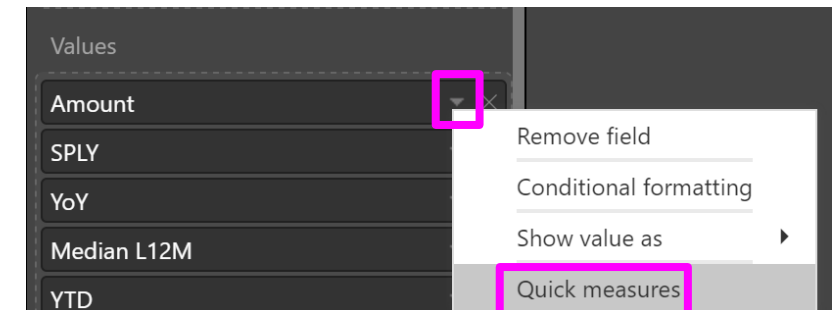 Values
Amount
SPLY
YoY
Median L12M
YTD
Remove field
Conditional formatting
Show value as
Quick measures